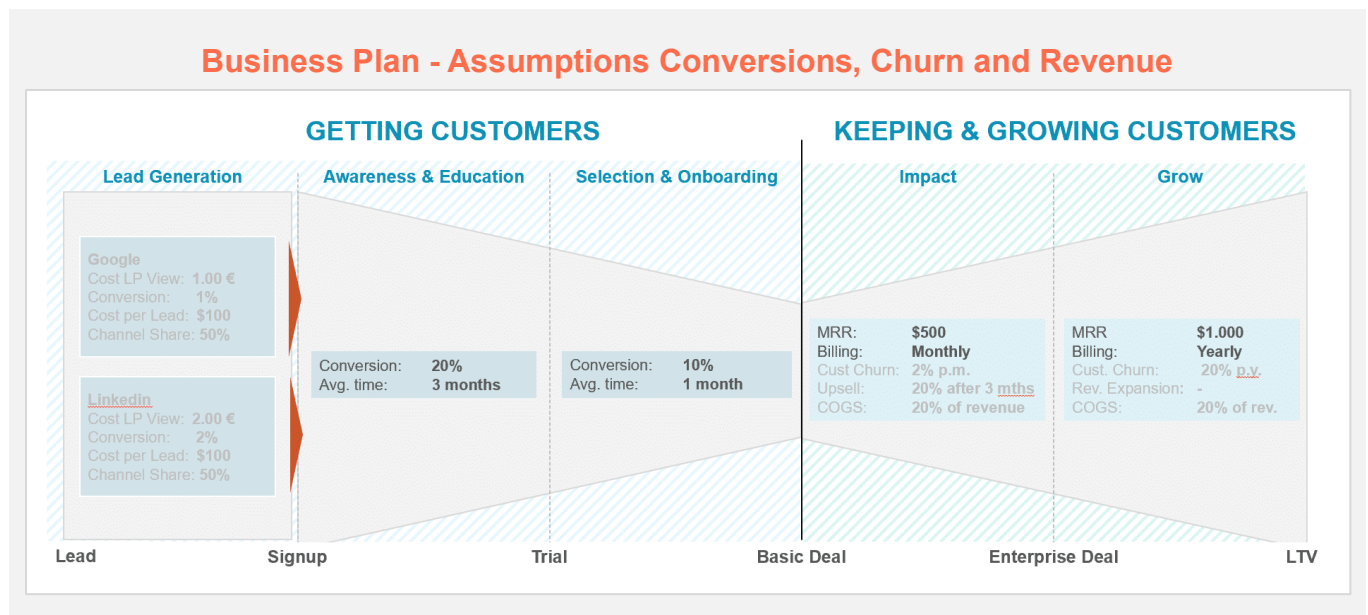 Business Plan - Assumptions Conversions, Churn and Revenue
GETTING CUSTOMERS
KEEPING & GROWING CUSTOMERS
Lead Generation
Awareness & Education
Selection & Onboarding
Impact
Grow
Google
Cost LP View: 1.00 €
Conversion: 1%
Cost per Lead: $100
Channel Share: 50%
Linkedin
Cost LP View: 2.00 €
Conversion: 2%
Cost per Lead: $100
Channel Share: 50%
Conversion: 20%
Avg. time: 3 months
Conversion: 10%
Avg. time: 1 month
MRR: $500
Billing: Monthly
Cust Churn: 2% p.m.
Upsell: 20% after 3 mths
COGS: 20% of revenue
MRR $1.000
Billing: Yearly
Cust. Churn: 20% p.y.
Rev. Expansion: -
COGS: 20% of rev.
Lead
Signup
Trial
Basic Deal
Enterprise Deal
LTV